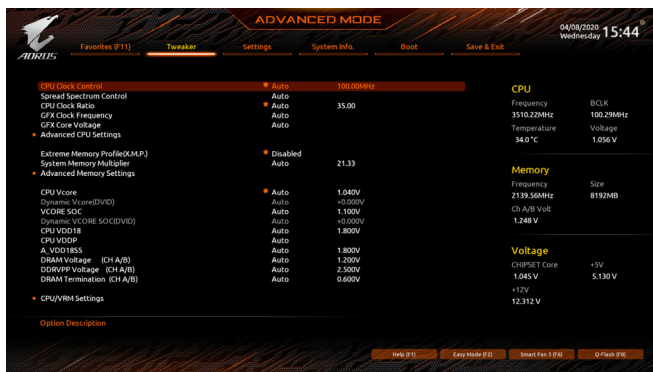 ADVANCED MODE
04/08/2020 Wednesday 15:44
AORUS
Favorites (F11) Tweaker Settings System Info. Boot Save & Exit
CPU Clock Control Auto 100.00MHz
Spread Spectrum Control Auto
CPU Clock Ratio Auto 35.00
GFX Clock Frequency Auto
GFX Core Voltage Auto
Advanced CPU Settings
Extreme Memory Profile(X.M.P.) Disabled
System Memory Multiplier Auto 21.33
Advanced Memory Settings
CPU Vcore Auto 1.040V
Dynamic Vcore(DVID) Auto +0.000V
VCORE SOC Auto 1.100V
Dynamic VCORE SOC(DVID) Auto +0.000V
CPU VDD18 Auto 1.800V
CPU VDDP Auto
A_VDD18S5 Auto 1.800V
DRAM Voltage (CH A/B) Auto 1.200V
DDRVPP Voltage (CH A/B) Auto 2.500V
DRAM Termination (CH A/B) Auto 0.600V
CPU/VRM Settings
Option Description
CPU
Frequency BCLK
3510.22MHz 100.29MHz
Temperature Voltage
34.0 °C 1.056 V
Memory
Frequency Size
2139.56MHz 8192MB
Ch A/B Volt
1.248 V
Voltage
CHIPSET Core +5V
1.045 V 5.130 V
+12V
12.312 V
Help (F1) Easy Mode (F2) Smart Fan 5 (F6) Q-Flash (F8)